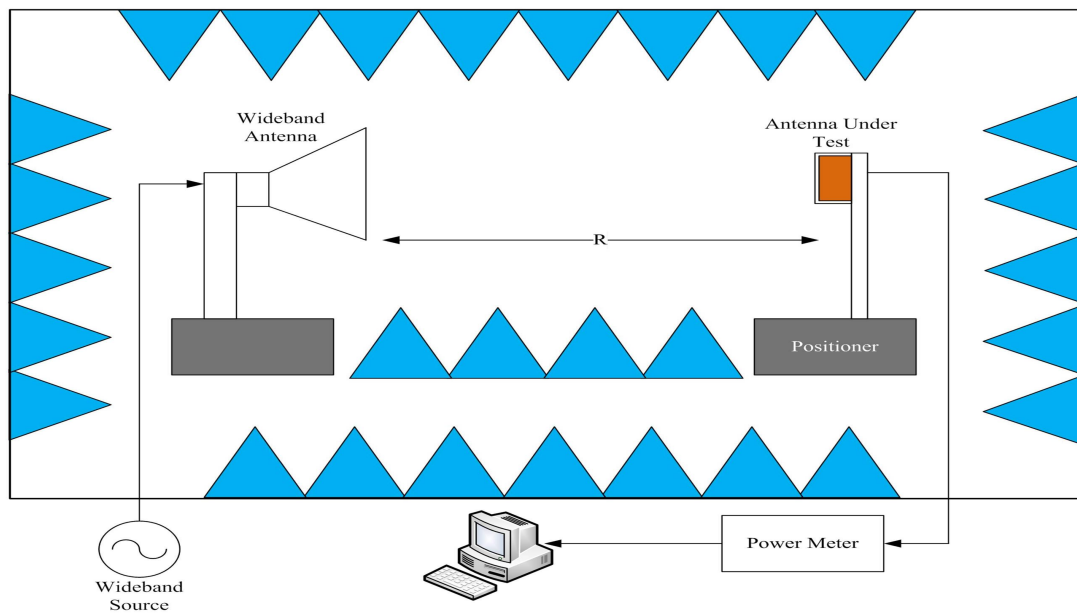 Wideband
Antenna
Antenna Under
Test
R
Positioner
Power Meter
Wideband
Source